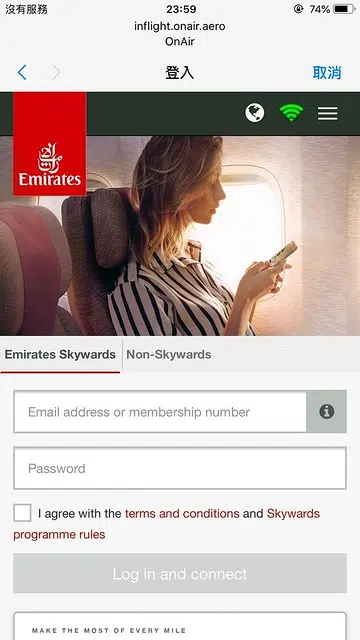 沒有服務 23:59 74%
inflight.onair.aero
OnAir
登入 取消
Emirates
Emirates Skywards Non-Skywards
Email address or membership number
Password
I agree with the terms and conditions and Skywards
programme rules
Log in and connect
MAKE THE MOST OF EVERY MILE